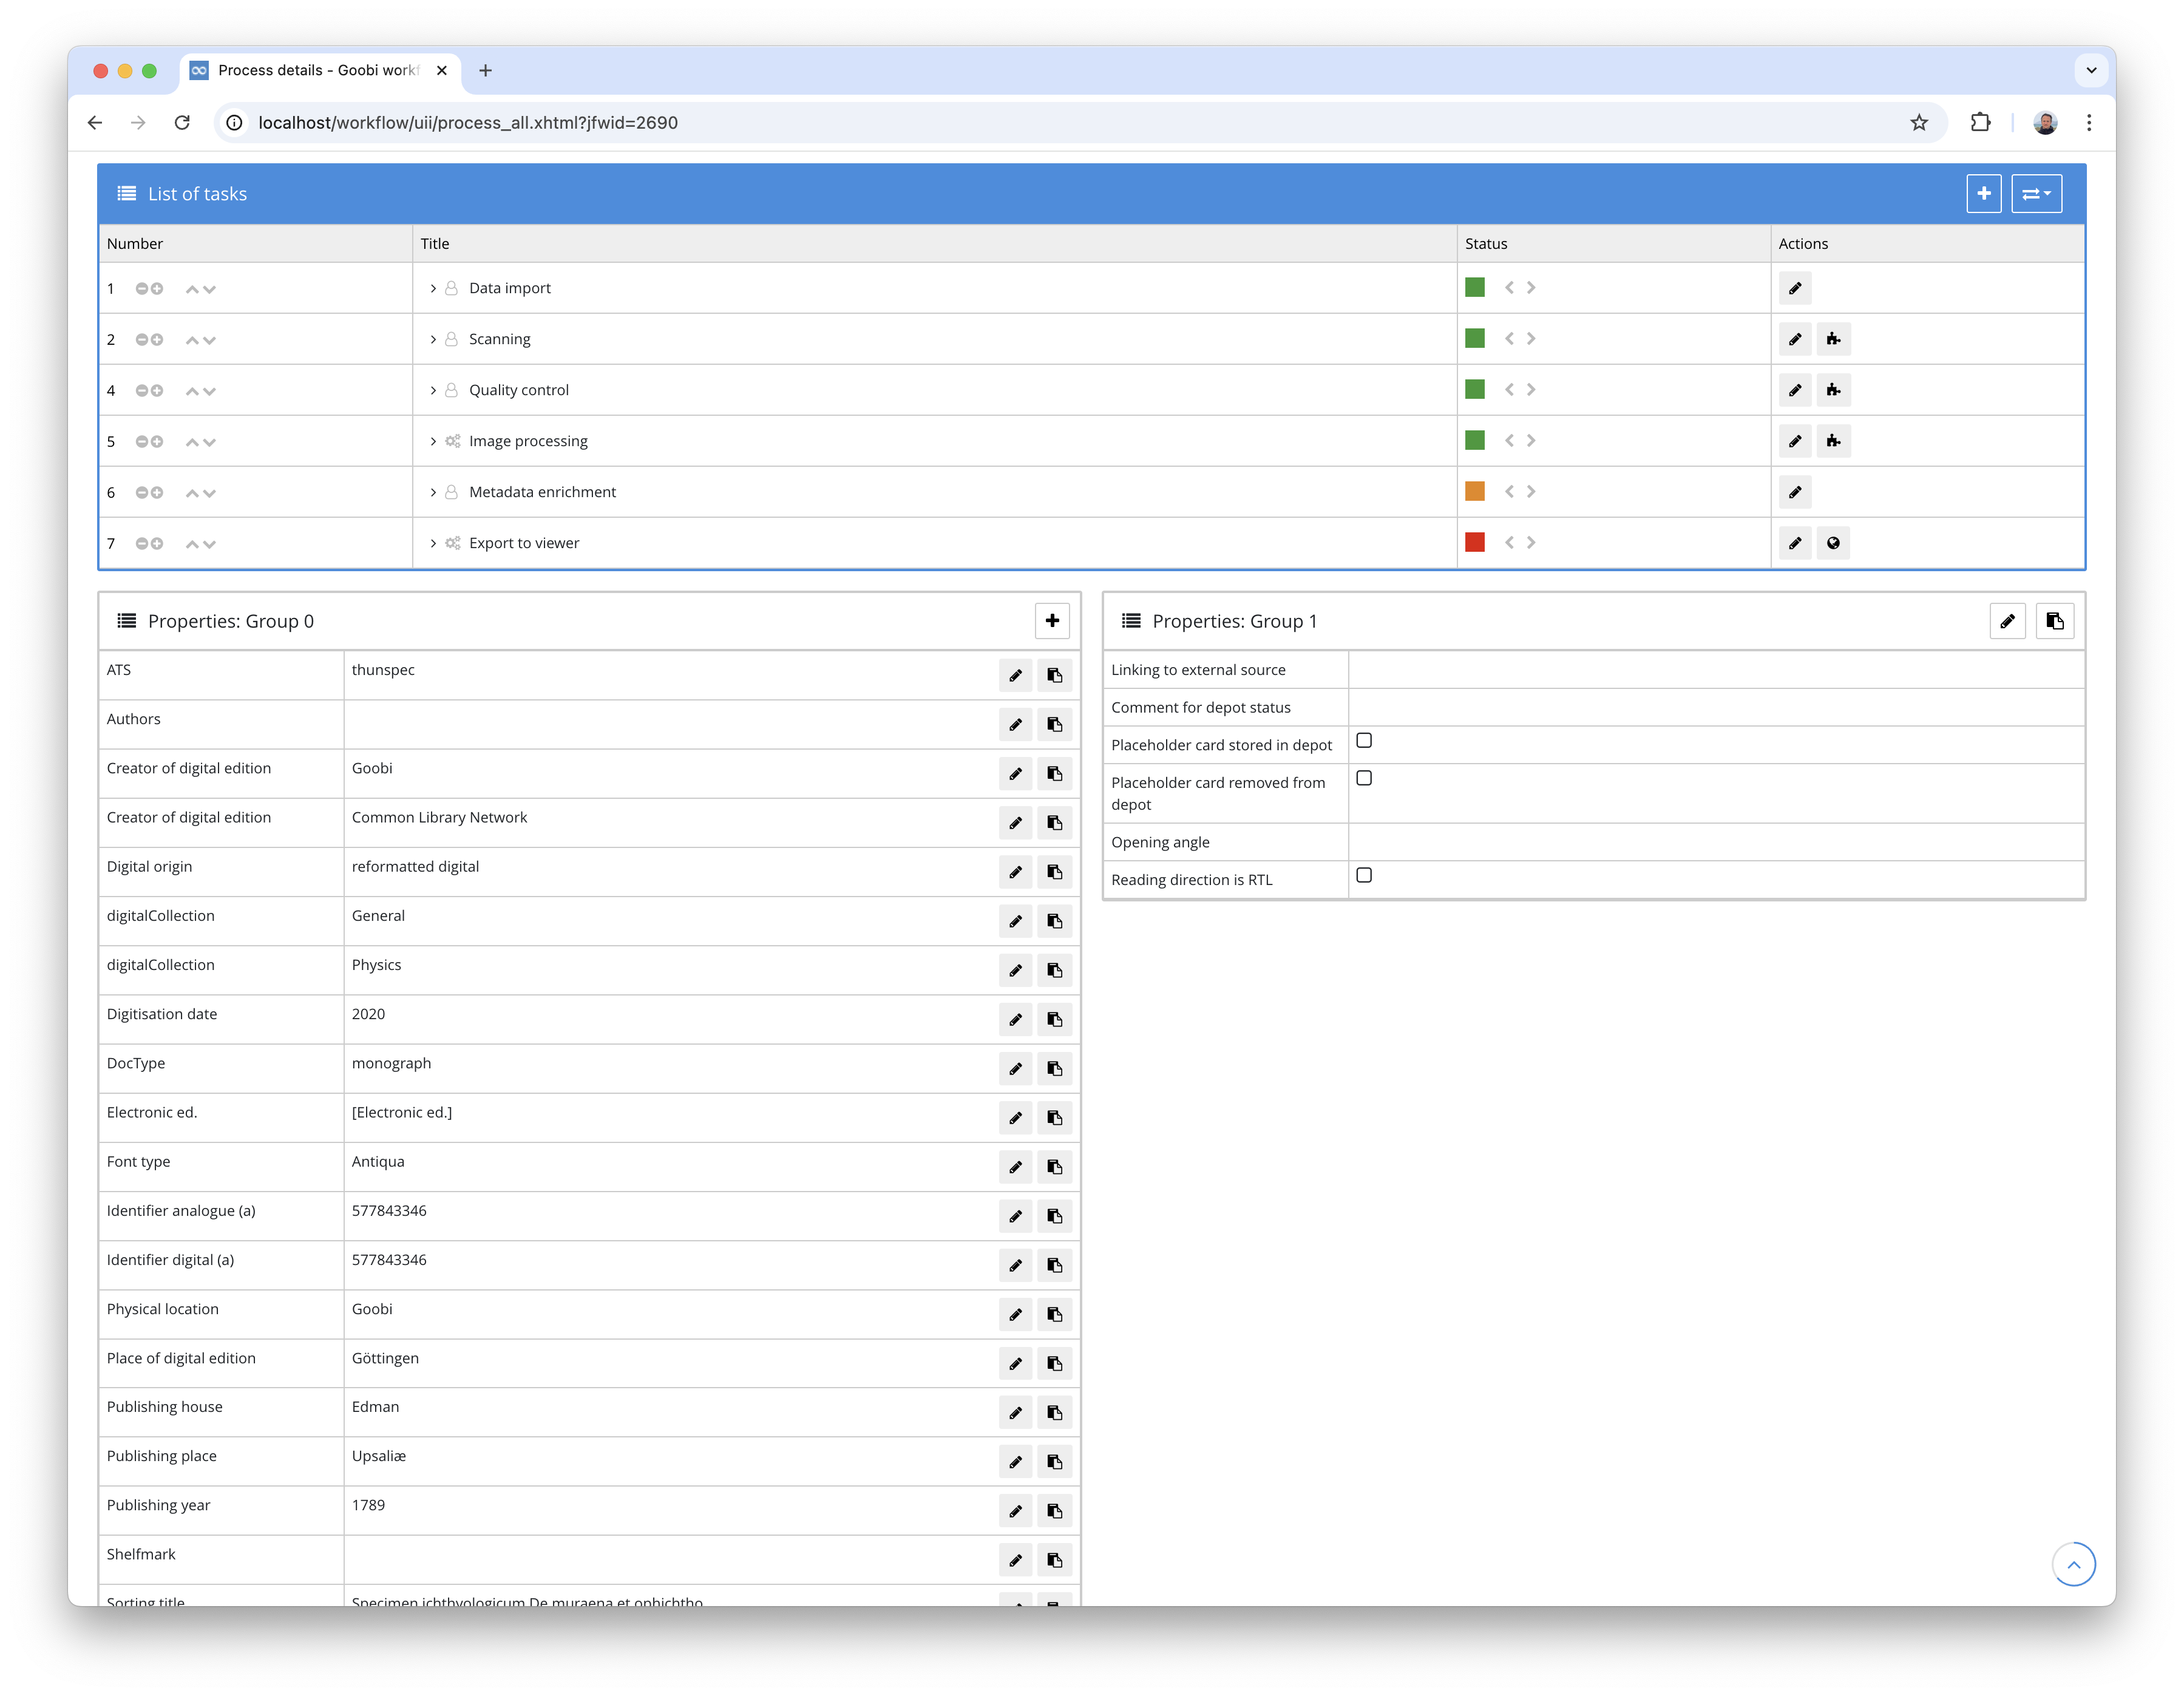 Process details - Goobi workf
localhost/workflow/uii/process_all.xhtml?jfwid=2690
List of tasks
Number Title Status Actions
1 Data import
2 Scanning
4 Quality control
5 Image processing
6 Metadata enrichment
7 Export to viewer
Properties: Group 0
ATS thunspec
Authors
Creator of digital edition Goobi
Creator of digital edition Common Library Network
Digital origin reformatted digital
digitalCollection General
digitalCollection Physics
Digitisation date 2020
DocType monograph
Electronic ed. [Electronic ed.]
Font type Antiqua
Identifier analogue (a) 577843346
Identifier digital (a) 577843346
Physical location Goobi
Place of digital edition Göttingen
Publishing house Edman
Publishing place Upsaliæ
Publishing year 1789
Shelfmark
Sorting title Specimen ichthyologicum De muraena et ophichtho
Properties: Group 1
Linking to external source
Comment for depot status
Placeholder card stored in depot
Placeholder card removed from
depot
Opening angle
Reading direction is RTL